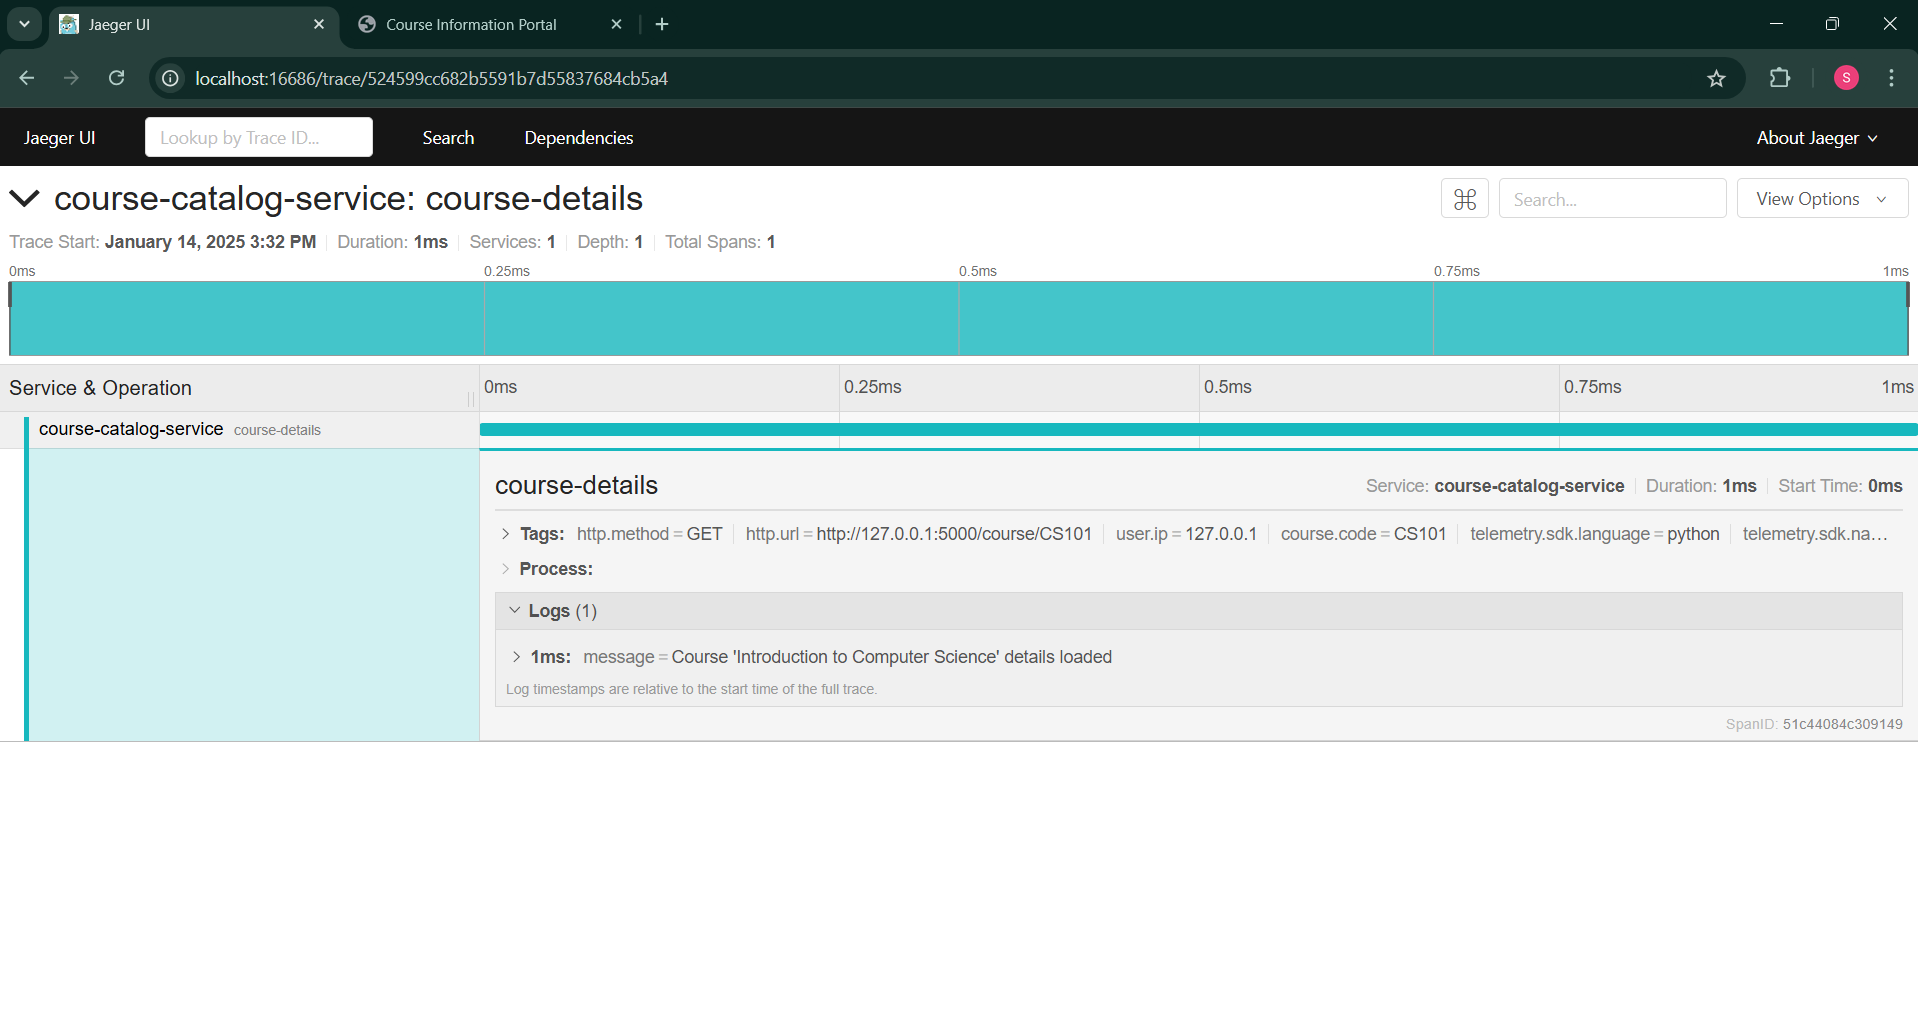 Jaeger UI
Course Information Portal
localhost:16686/trace/524599cc682b5591b7d55837684cb5a4
S
Jaeger UI
Lookup by Trace ID...
Search
Dependencies
About Jaeger
course-catalog-service: course-details
Search...
View Options
Trace Start: January 14, 2025 3:32 PM
Duration: 1ms
Services: 1
Depth: 1
Total Spans: 1
0ms 0.25ms 0.5ms 0.75ms 1ms
Service & Operation
0ms 0.25ms 0.5ms 0.75ms 1ms
course-catalog-service course-details
course-details
Service: course-catalog-service
Duration: 1ms
Start Time: 0ms
Tags: http.method = GET http.url = http://127.0.0.1:5000/course/CS101 user.ip = 127.0.0.1 course.code = CS101 telemetry.sdk.language = python telemetry.sdk.na...
Process:
Logs (1)
1ms: message = Course 'Introduction to Computer Science' details loaded
Log timestamps are relative to the start time of the full trace.
SpanID: 51c44084c309149